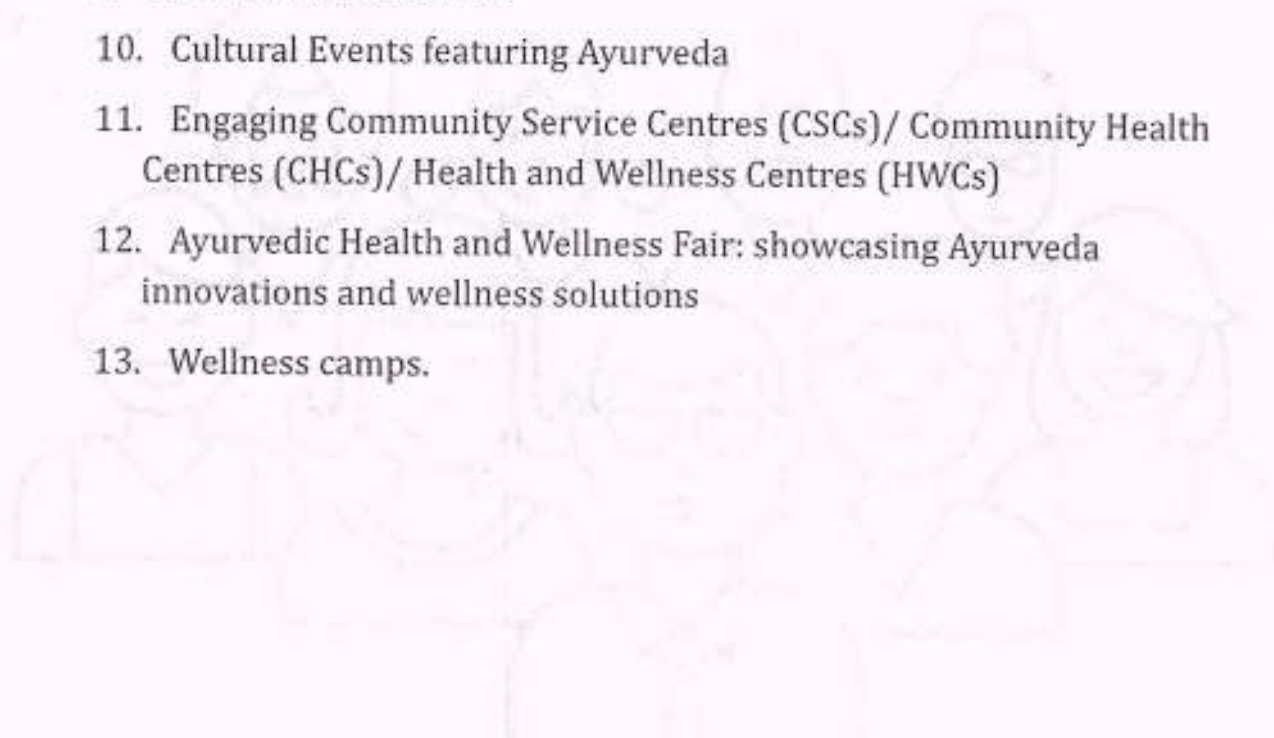 10. Cultural Events featuring Ayurveda
11. Engaging Community Service Centres (CSCs)/ Community Health
Centres (CHCs)/ Health and Wellness Centres (HWCs)
12. Ayurvedic Health and Wellness Fair: showcasing Ayurveda
innovations and wellness solutions
13. Wellness camps.